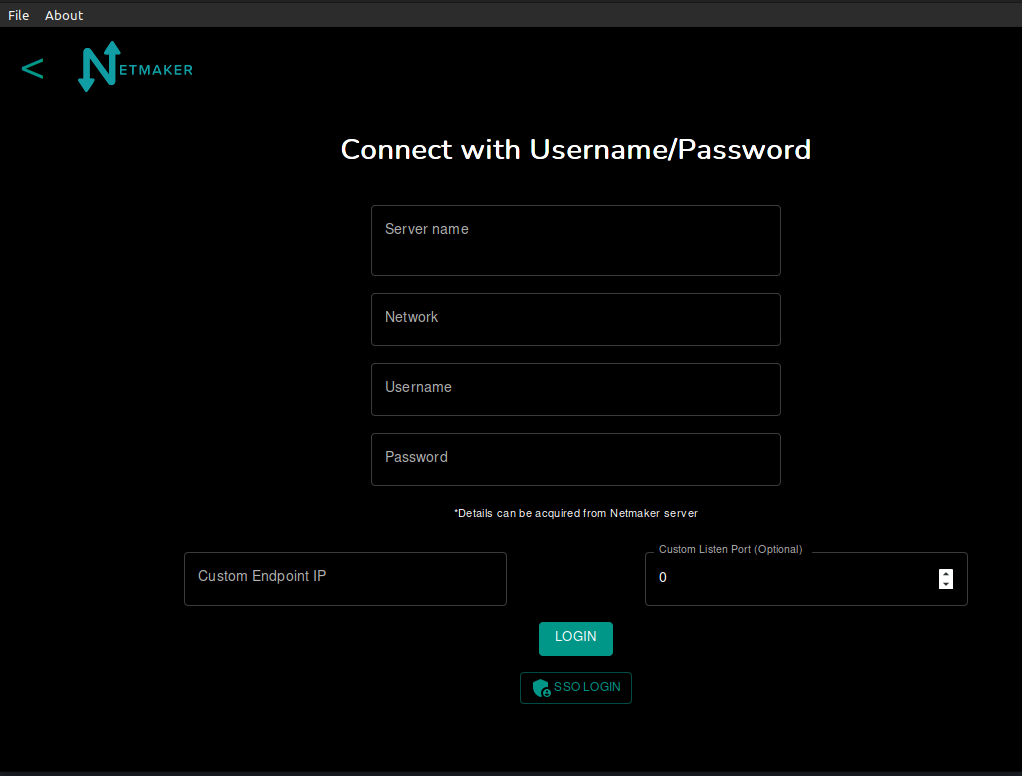 File About
< NETMAKER
Connect with Username/Password
Server name
Network
Username
Password
*Details can be acquired from Netmaker server
Custom Listen Port (Optional)
Custom Endpoint IP
0
LOGIN
SSO LOGIN